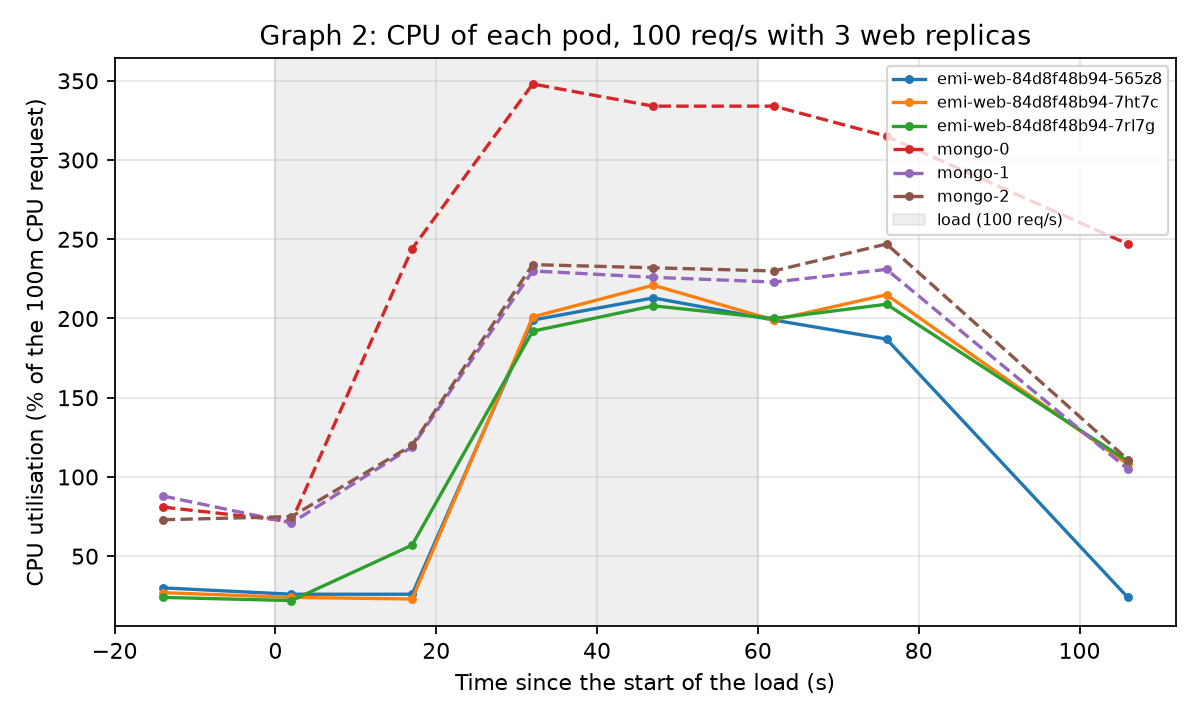 Graph 2: CPU of each pod, 100 req/s with 3 web replicas
CPU utilisation (% of the 100m CPU request)
350
300
250
200
150
100
50
emi-web-84d8f48b94-565z8
emi-web-84d8f48b94-7ht7c
emi-web-84d8f48b94-7rl7g
mongo-0
mongo-1
mongo-2
load (100 req/s)
−20
0
20
40
60
80
100
Time since the start of the load (s)